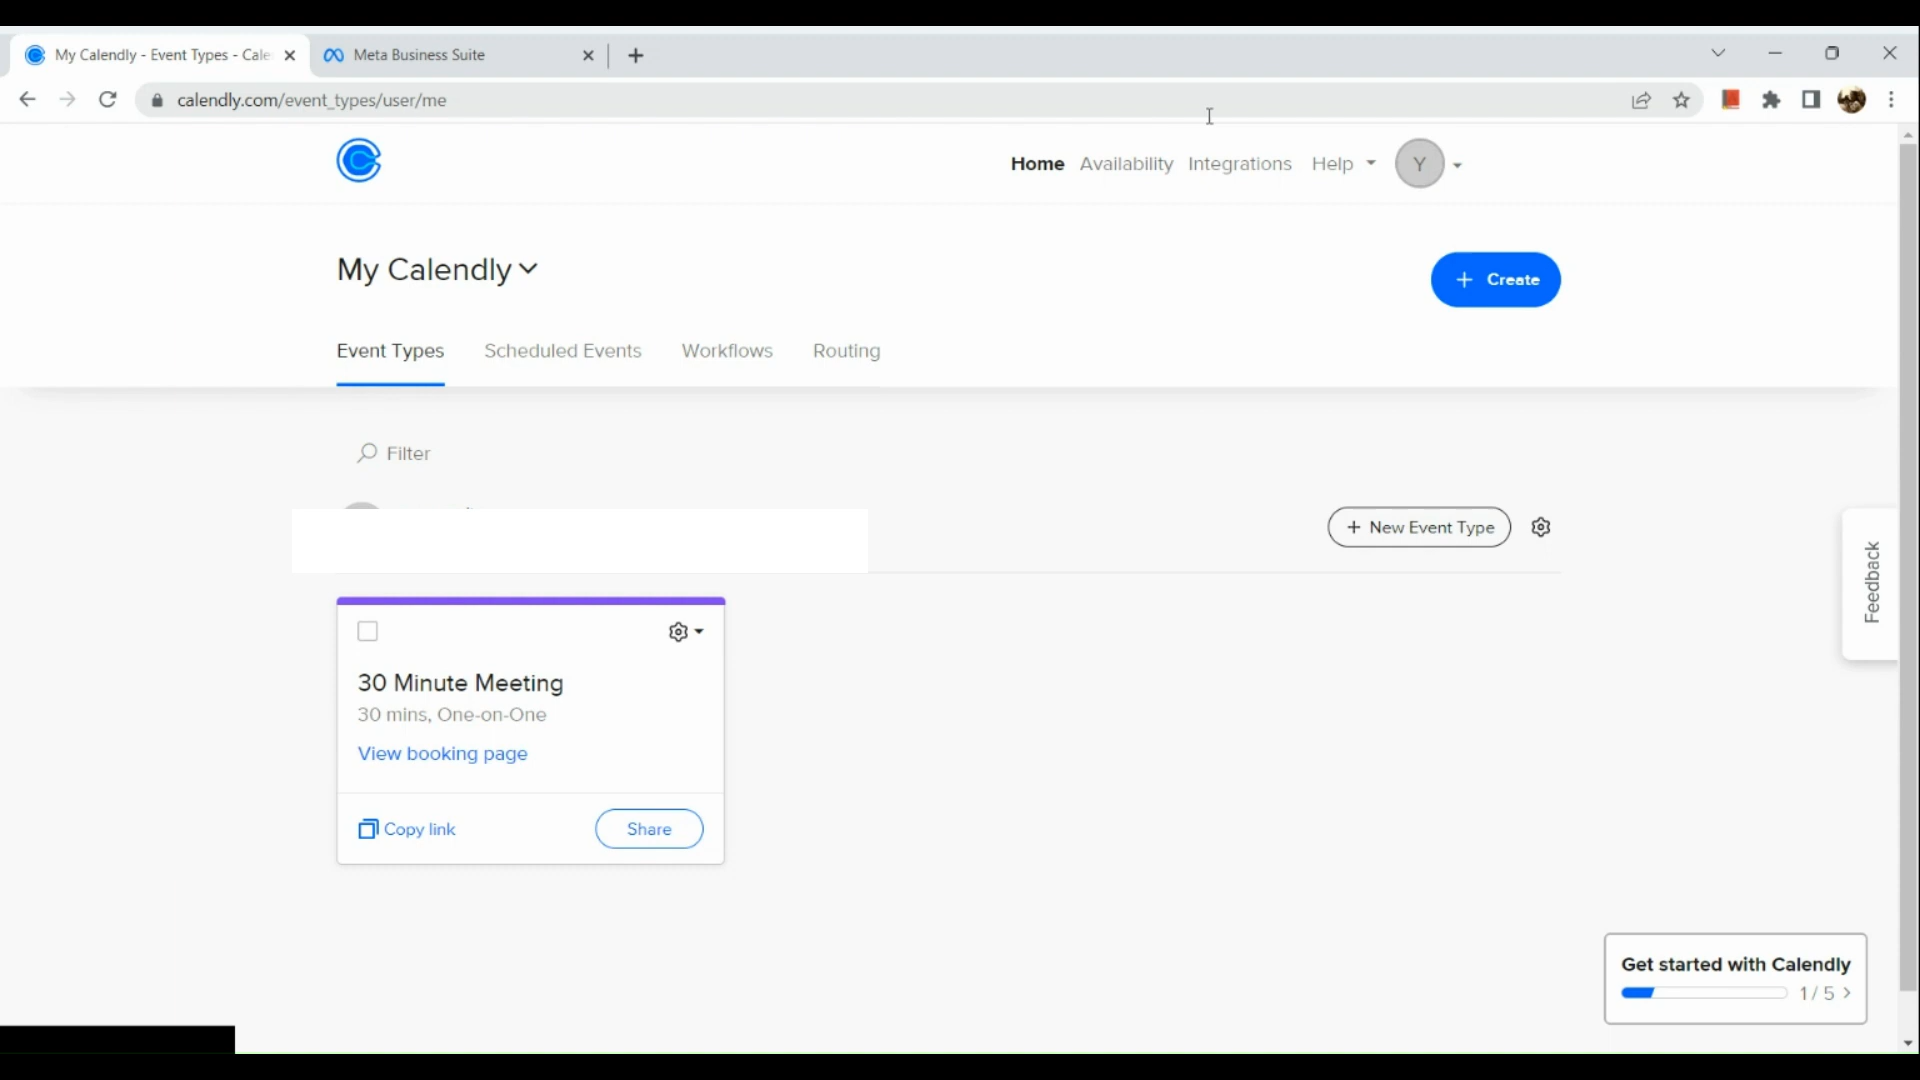 My Calendly - Event Types - Cale
Meta Business Suite
calendly.com/event_types/user/me
Home
Availability
Integrations
Help
Y
My Calendly
+ Create
Event Types
Scheduled Events
Workflows
Routing
Filter
+ New Event Type
Feedback
30 Minute Meeting
30 mins, One-on-One
View booking page
Copy link
Share
Get started with Calendly
1 / 5 >